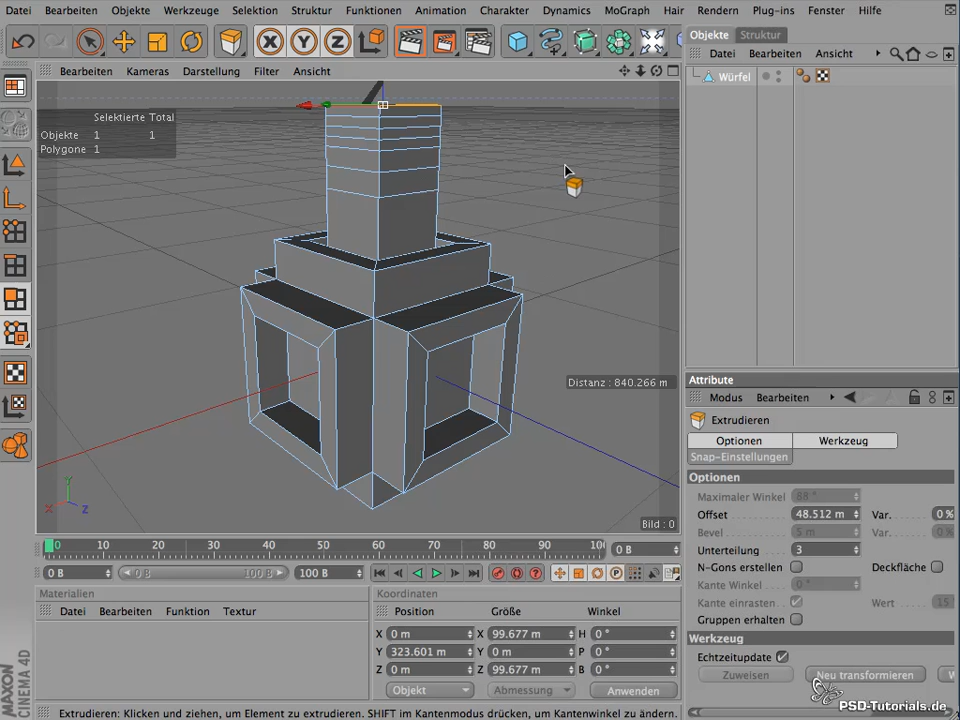 Datei Bearbeiten Objekte Werkzeuge Selektion Struktur Funktionen Animation Charakter Dynamics MoGraph Hair Rendern Plug-ins Fenster Hilfe
X Y Z
Objekte Struktur
Bearbeiten Kameras Darstellung Filter Ansicht
Datei Bearbeiten Ansicht
Würfel
Selektierte Total
Objekte 1 1
Polygone 1
Distanz : 840.266 m
Y
X Z
Bild : 0
Attribute
Modus Bearbeiten
Extrudieren
Optionen Werkzeug
Snap-Einstellungen
Optionen
Maximaler Winkel 88 °
Offset 48.512 m Var. 0 %
Bevel 5 m Var. 0 %
Unterteilung 3
N-Gons erstellen Deckfläche
Kante Winkel 0 °
Kante einrasten Wert 15
Gruppen erhalten
Werkzeug
Echtzeitupdate
Zuweisen Neu transformieren W
0 10 20 30 40 50 60 70 80 90 10 0 B
0 B 0 B 100 B 100 B
P
Materialien
Datei Bearbeiten Funktion Textur
Koordinaten
Position Größe Winkel
X 0 m X 99.677 m H 0 °
Y 323.601 m Y 0 m P 0 °
Z 0 m Z 99.677 m B 0 °
Objekt Abmessung Anwenden
MAXON
CINEMA 4D
PSD-Tutorials.de
Extrudieren: Klicken und ziehen, um Element zu extrudieren. SHIFT im Kantenmodus drücken, um Kantenwinkel zu ändern.